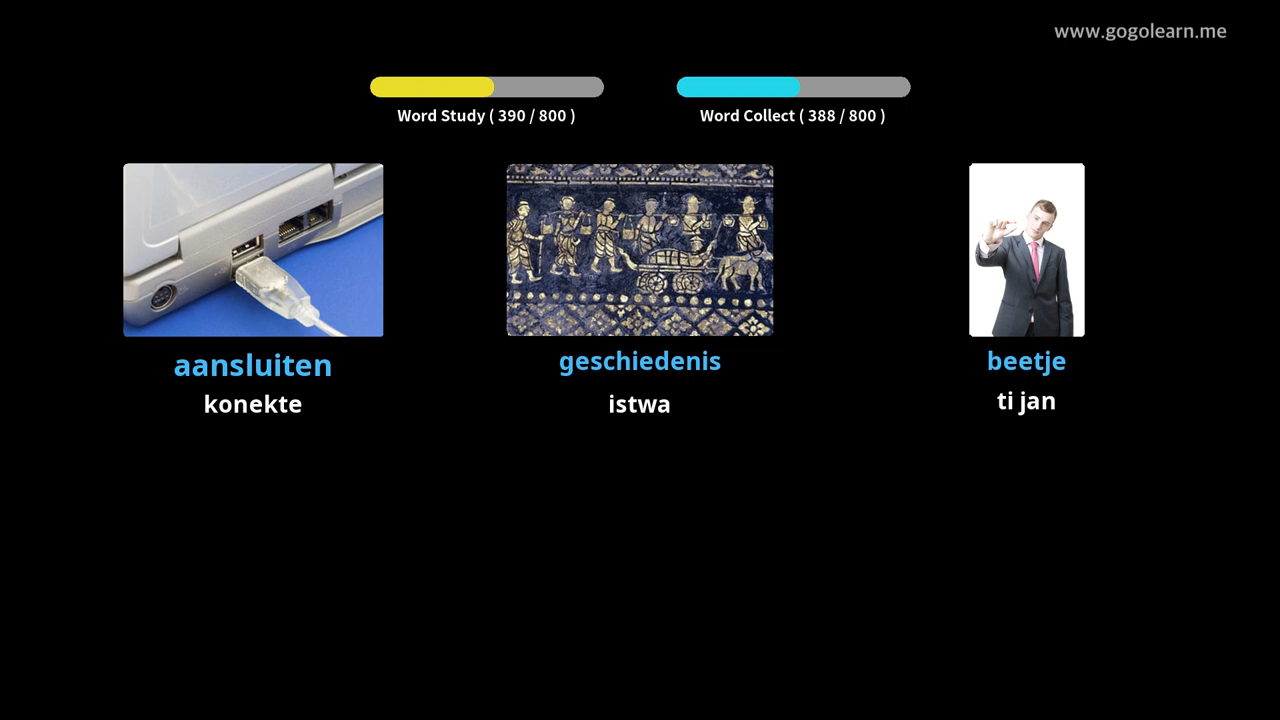 www.gogolearn.me
Word Study ( 390 / 800 )
Word Collect ( 388 / 800 )
aansluiten
konekte
geschiedenis
istwa
beetje
ti jan